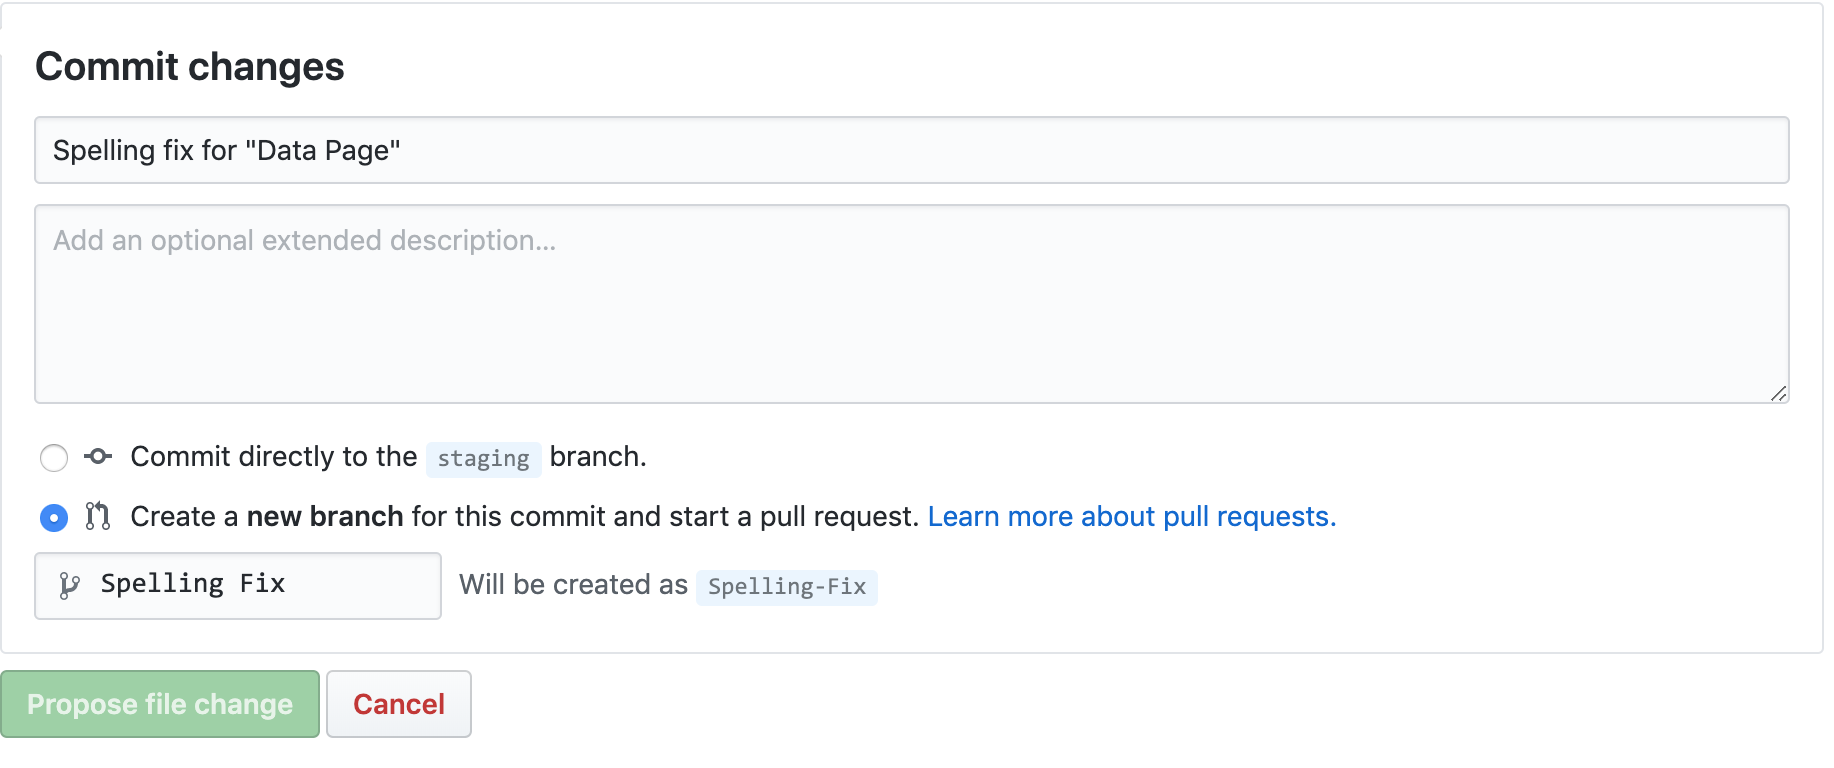 Commit changes
Spelling fix for "Data Page"
Add an optional extended description...
Commit directly to the staging branch.
Create a new branch for this commit and start a pull request. Learn more about pull requests.
Spelling Fix Will be created as Spelling-Fix
Propose file change Cancel